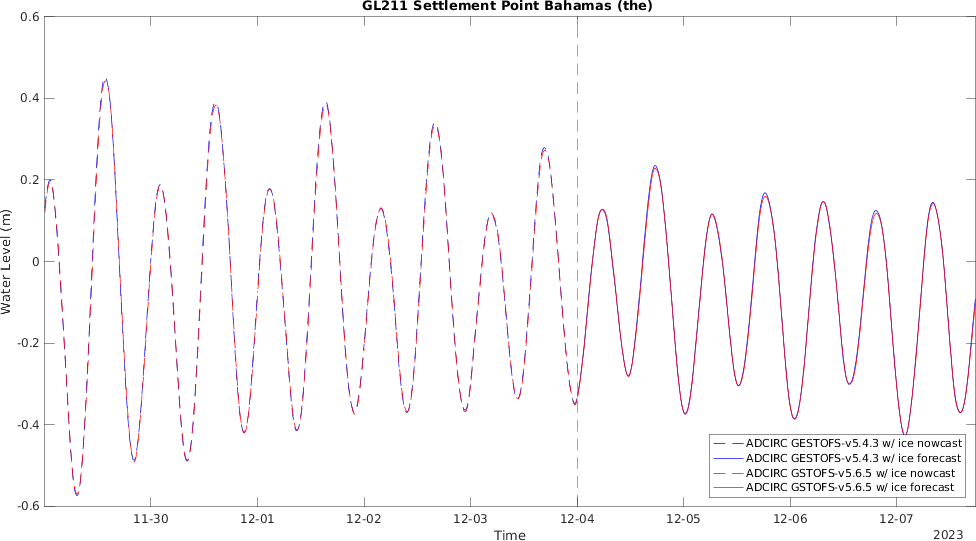 GL211 Settlement Point Bahamas (the)
0.6
0.4
0.2
0
-0.2
-0.4
-0.6
Water Level (m)
11-30
12-01
12-02
12-03
12-04
12-05
12-06
12-07
Time
2023
ADCIRC GESTOFS-v5.4.3 w/ ice nowcast
ADCIRC GESTOFS-v5.4.3 w/ ice forecast
ADCIRC GSTOFS-v5.6.5 w/ ice nowcast
ADCIRC GSTOFS-v5.6.5 w/ ice forecast